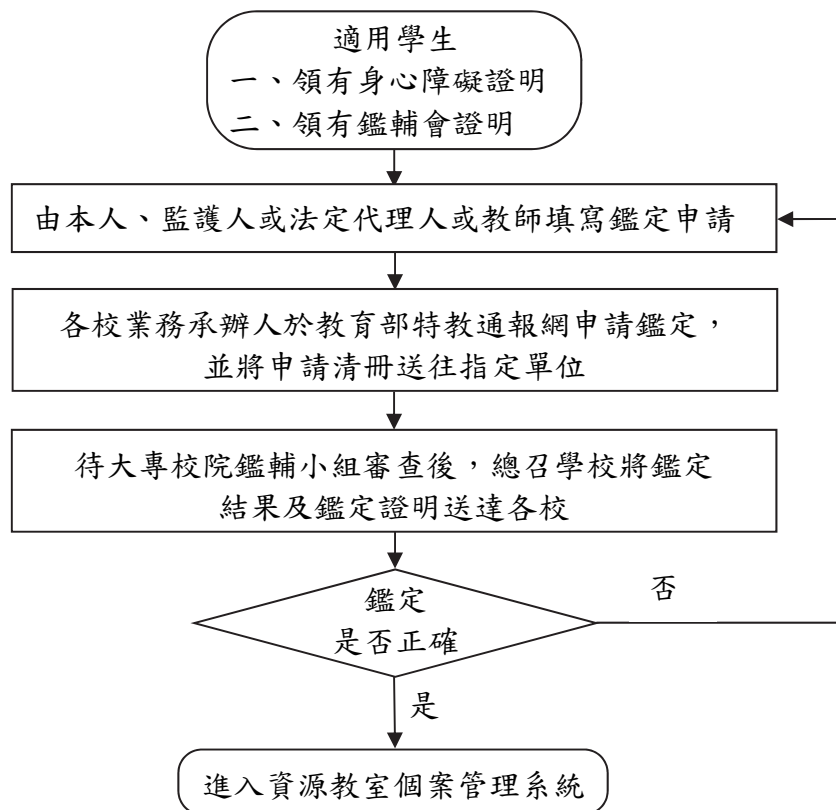 適用學生
一、領有身心障礙證明
二、領有鑑輔會證明
由本人、監護人或法定代理人或教師填寫鑑定申請
各校業務承辦人於教育部特教通報網申請鑑定，
並將申請清冊送往指定單位
待大專校院鑑輔小組審查後，總召學校將鑑定
結果及鑑定證明送達各校
鑑定
是否正確
否
是
進入資源教室個案管理系統